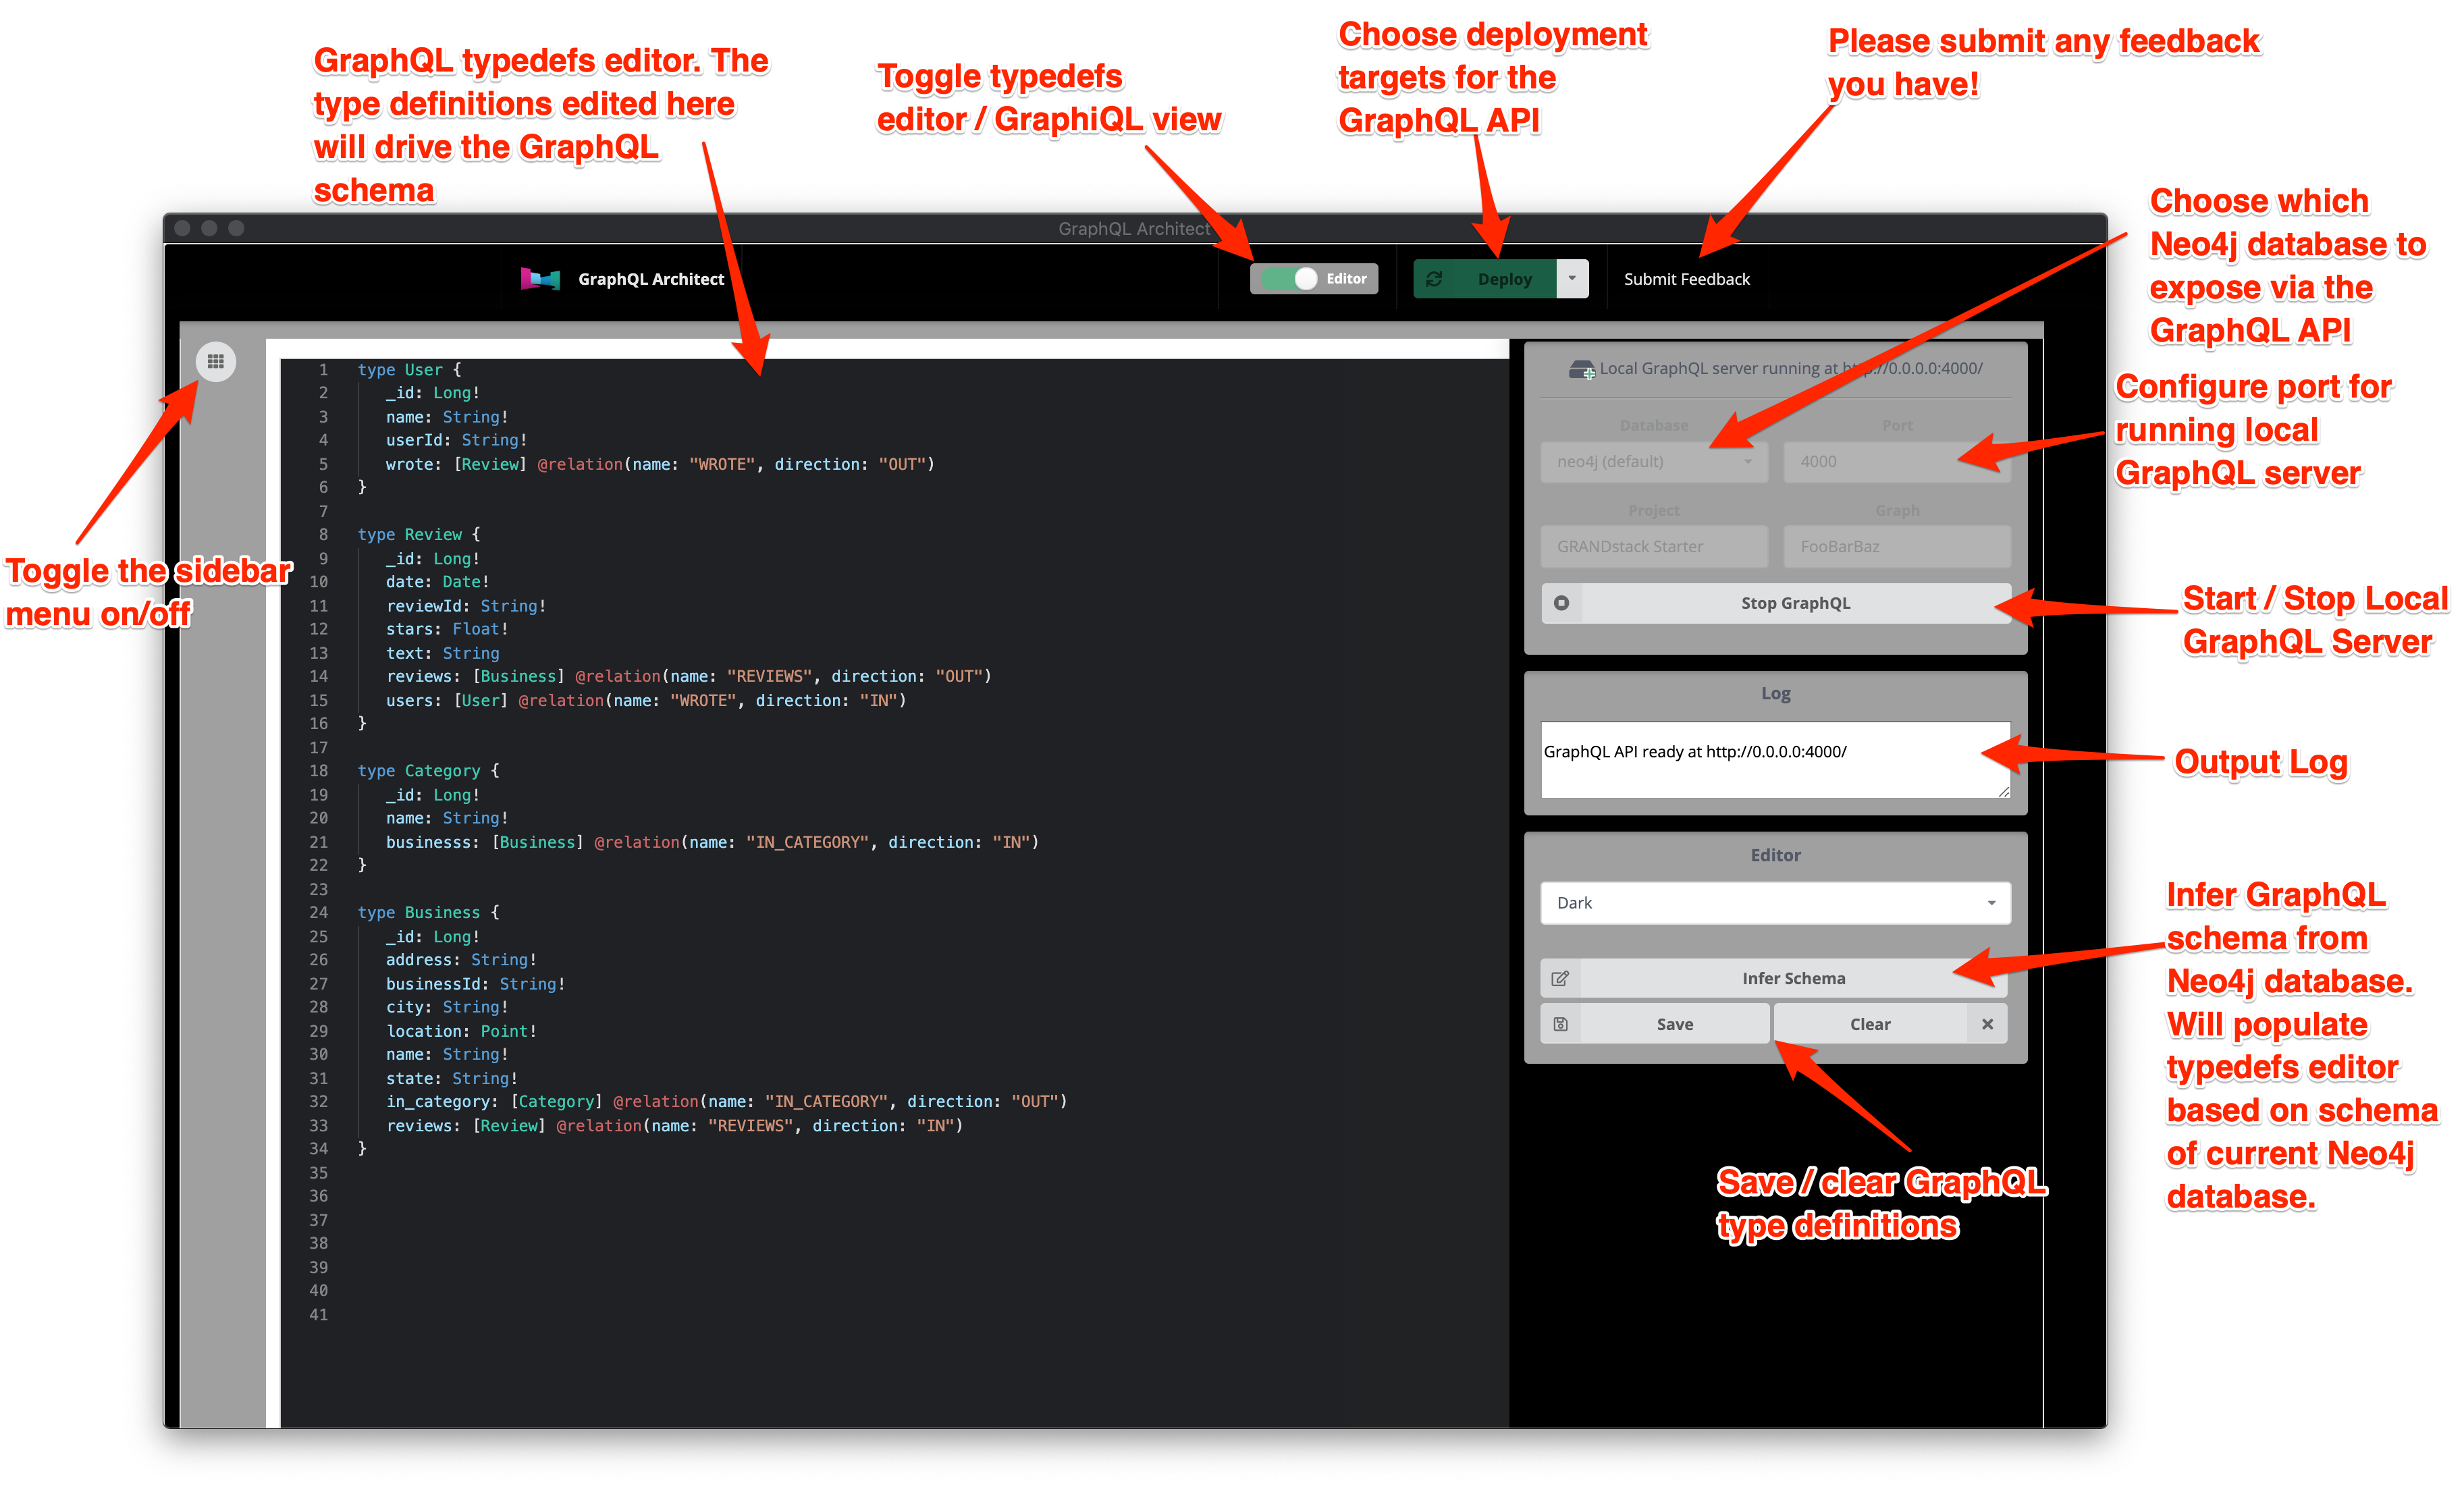 GraphQL typedefs editor. The
type definitions edited here
will drive the GraphQL
schema
Toggle typedefs
editor / GraphiQL view
Choose deployment
targets for the
GraphQL API
Please submit any feedback
you have!
Choose which
Neo4j database to
expose via the
GraphQL API
Configure port for
running local
GraphQL server
Start / Stop Local
GraphQL Server
Output Log
Infer GraphQL
schema from
Neo4j database.
Will populate
typedefs editor
based on schema
of current Neo4j
database.
Save / clear GraphQL
type definitions
Toggle the sidebar
menu on/off
GraphQL Architect
GraphQL Architect
Editor
Deploy
Submit Feedback
1 type User {
2 _id: Long!
3 name: String!
4 userId: String!
5 wrote: [Review] @relation(name: "WROTE", direction: "OUT")
6 }
7
8 type Review {
9 _id: Long!
10 date: Date!
11 reviewId: String!
12 stars: Float!
13 text: String
14 reviews: [Business] @relation(name: "REVIEWS", direction: "OUT")
15 users: [User] @relation(name: "WROTE", direction: "IN")
16 }
17
18 type Category {
19 _id: Long!
20 name: String!
21 businesss: [Business] @relation(name: "IN_CATEGORY", direction: "IN")
22 }
23
24 type Business {
25 _id: Long!
26 address: String!
27 businessId: String!
28 city: String!
29 location: Point!
30 name: String!
31 state: String!
32 in_category: [Category] @relation(name: "IN_CATEGORY", direction: "OUT")
33 reviews: [Review] @relation(name: "REVIEWS", direction: "IN")
34 }
35
36
37
38
39
40
41
Local GraphQL server running at http://0.0.0.0:4000/
Database Port
neo4j (default) 4000
Project Graph
GRANDstack Starter FooBarBaz
Stop GraphQL
Log
GraphQL API ready at http://0.0.0.0:4000/
Editor
Dark
Infer Schema
Save Clear